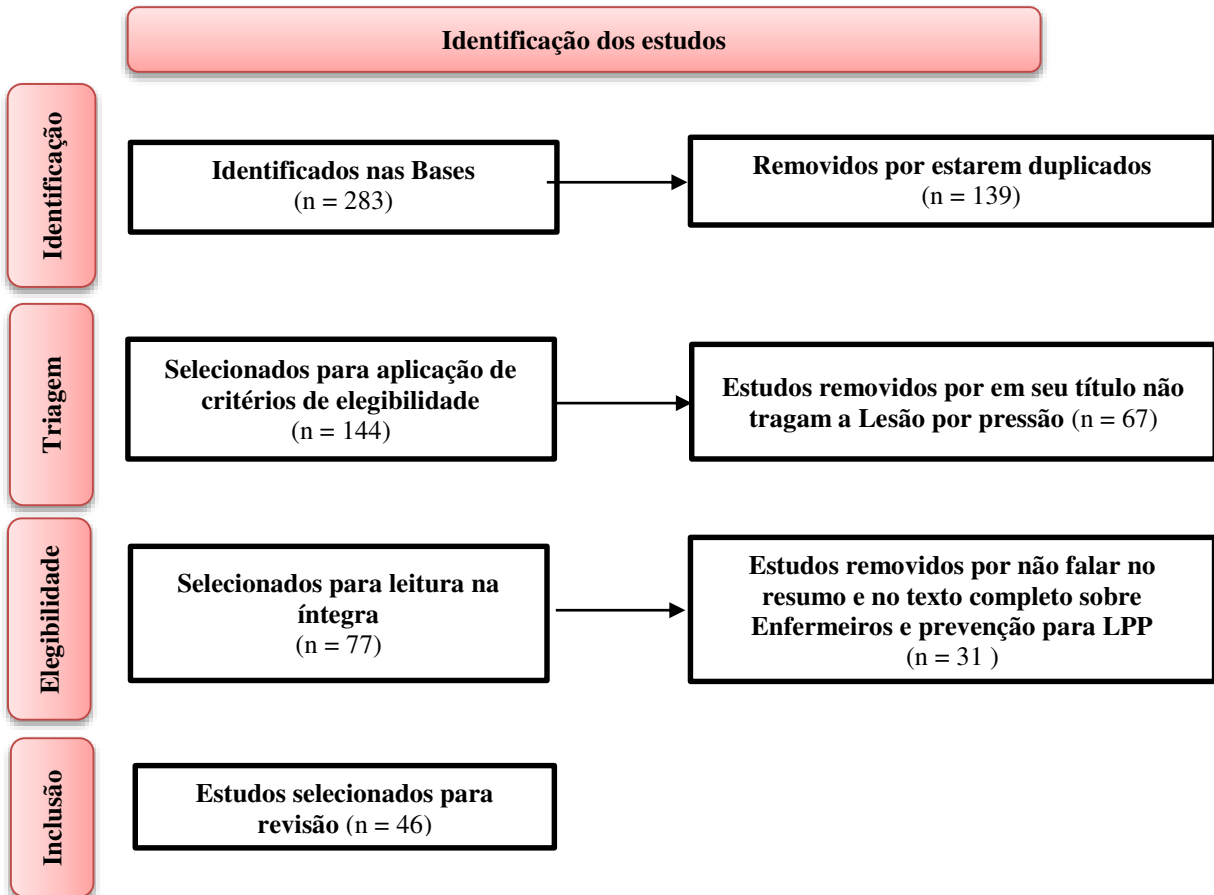 Identificação dos estudos
Identificação
Identificados nas Bases
(n = 283)
Removidos por estarem duplicados
(n = 139)
Triagem
Selecionados para aplicação de
critérios de elegibilidade
(n = 144)
Estudos removidos por em seu título não
tragam a Lesão por pressão (n = 67)
Elegibilidade
Selecionados para leitura na
íntegra
(n = 77)
Estudos removidos por não falar no
resumo e no texto completo sobre
Enfermeiros e prevenção para LPP
(n = 31 )
Inclusão
Estudos selecionados para
revisão (n = 46)